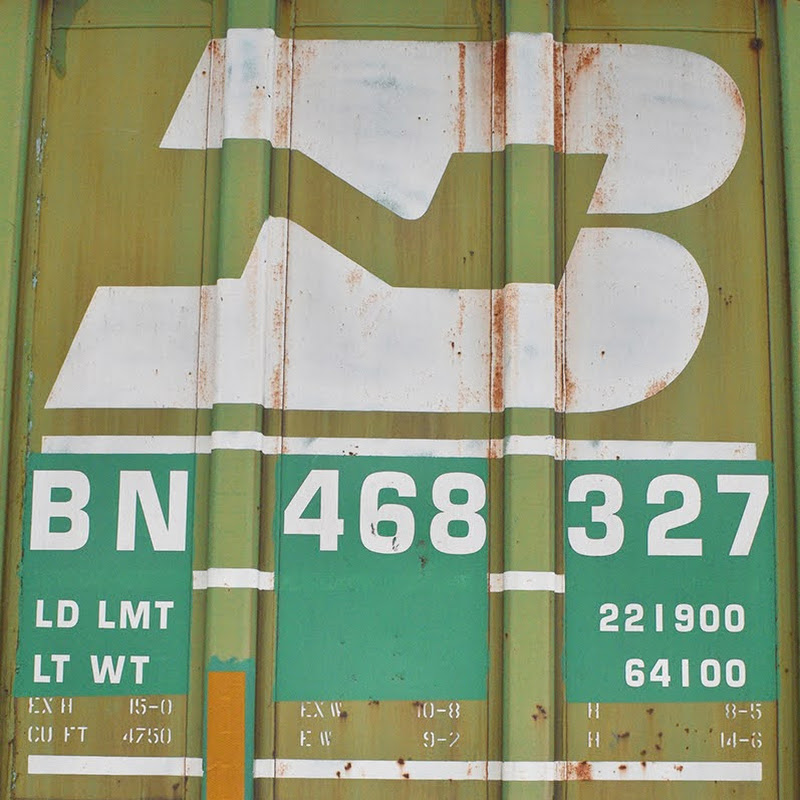 BN 468 327
LD LMT 221900
LT WT 64100
EX H 15-0 EX W 10-8 H 8-5
CU FT 4750 E W 9-2 H 14-6